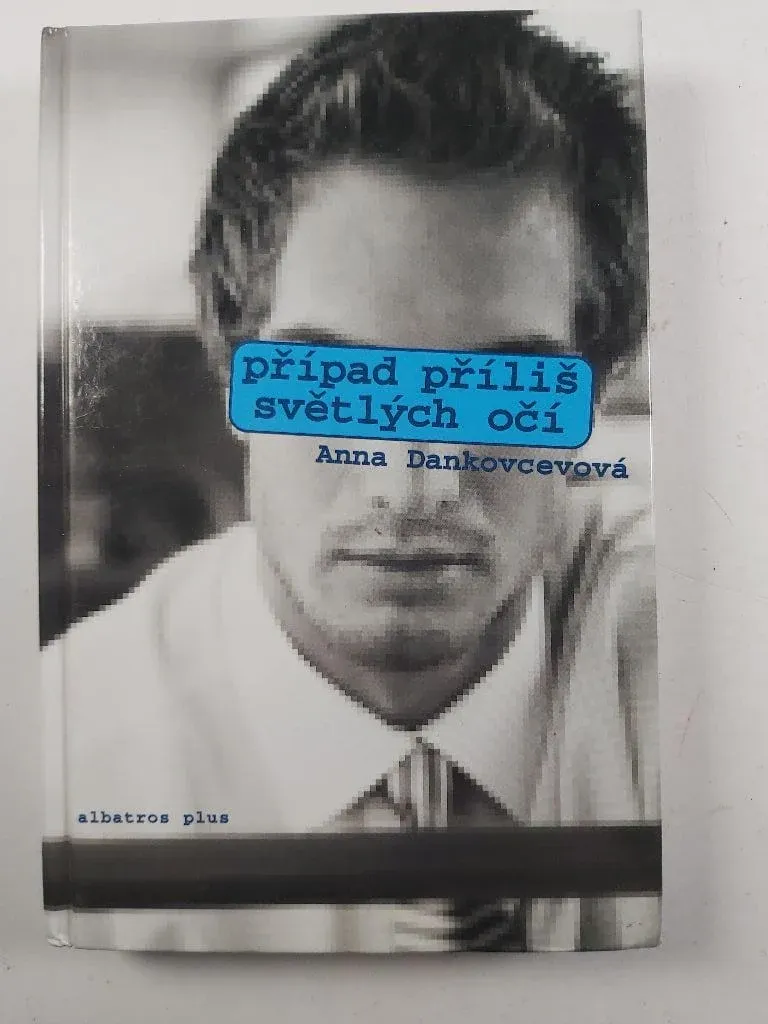 případ příliš
světlých očí
Anna Dankovcevová
albatros plus